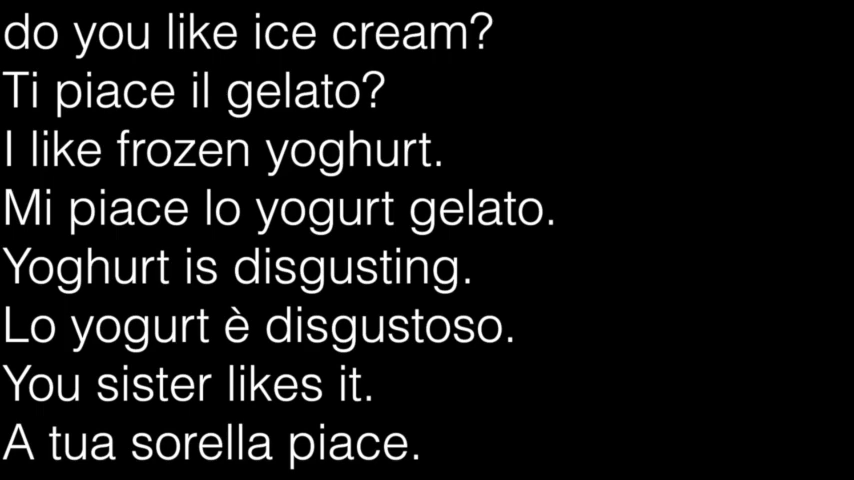 do you like ice cream?
Ti piace il gelato?
I like frozen yoghurt.
Mi piace lo yogurt gelato.
Yoghurt is disgusting.
Lo yogurt è disgustoso.
You sister likes it.
A tua sorella piace.